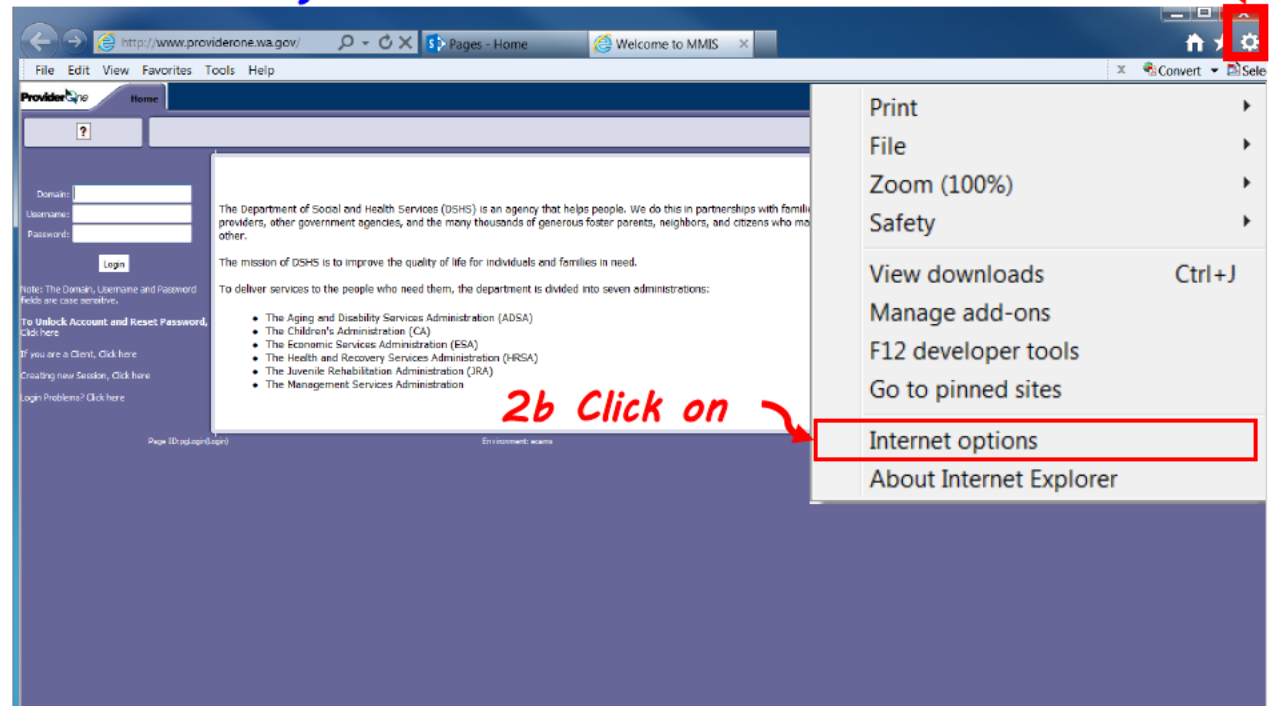 http://www.providerone.wa.gov/
Pages - Home
Welcome to MMIS
File Edit View Favorites Tools Help
x Convert Sele
ProviderOne Home
?
Print
File
Zoom (100%)
Safety
View downloads Ctrl+J
Manage add-ons
F12 developer tools
Go to pinned sites
Internet options
About Internet Explorer
Domain:
Username:
Password:
Login
Note: The Domain, Username and Password
fields are case sensitive.
To Unlock Account and Reset Password,
Click here
If you are a Client, Click here
Creating new Session, Click here
Login Problems? Click here
The Department of Social and Health Services (DSHS) is an agency that helps people. We do this in partnerships with famili
providers, other government agencies, and the many thousands of generous foster parents, neighbors, and citizens who ma
other.
The mission of DSHS is to improve the quality of life for individuals and families in need.
To deliver services to the people who need them, the department is divided into seven administrations:
• The Aging and Disability Services Administration (ADSA)
• The Children's Administration (CA)
• The Economic Services Administration (ESA)
• The Health and Recovery Services Administration (HRSA)
• The Juvenile Rehabilitation Administration (JRA)
• The Management Services Administration
2b Click on
Page ID:pgLogin(Login) Environment: ecams